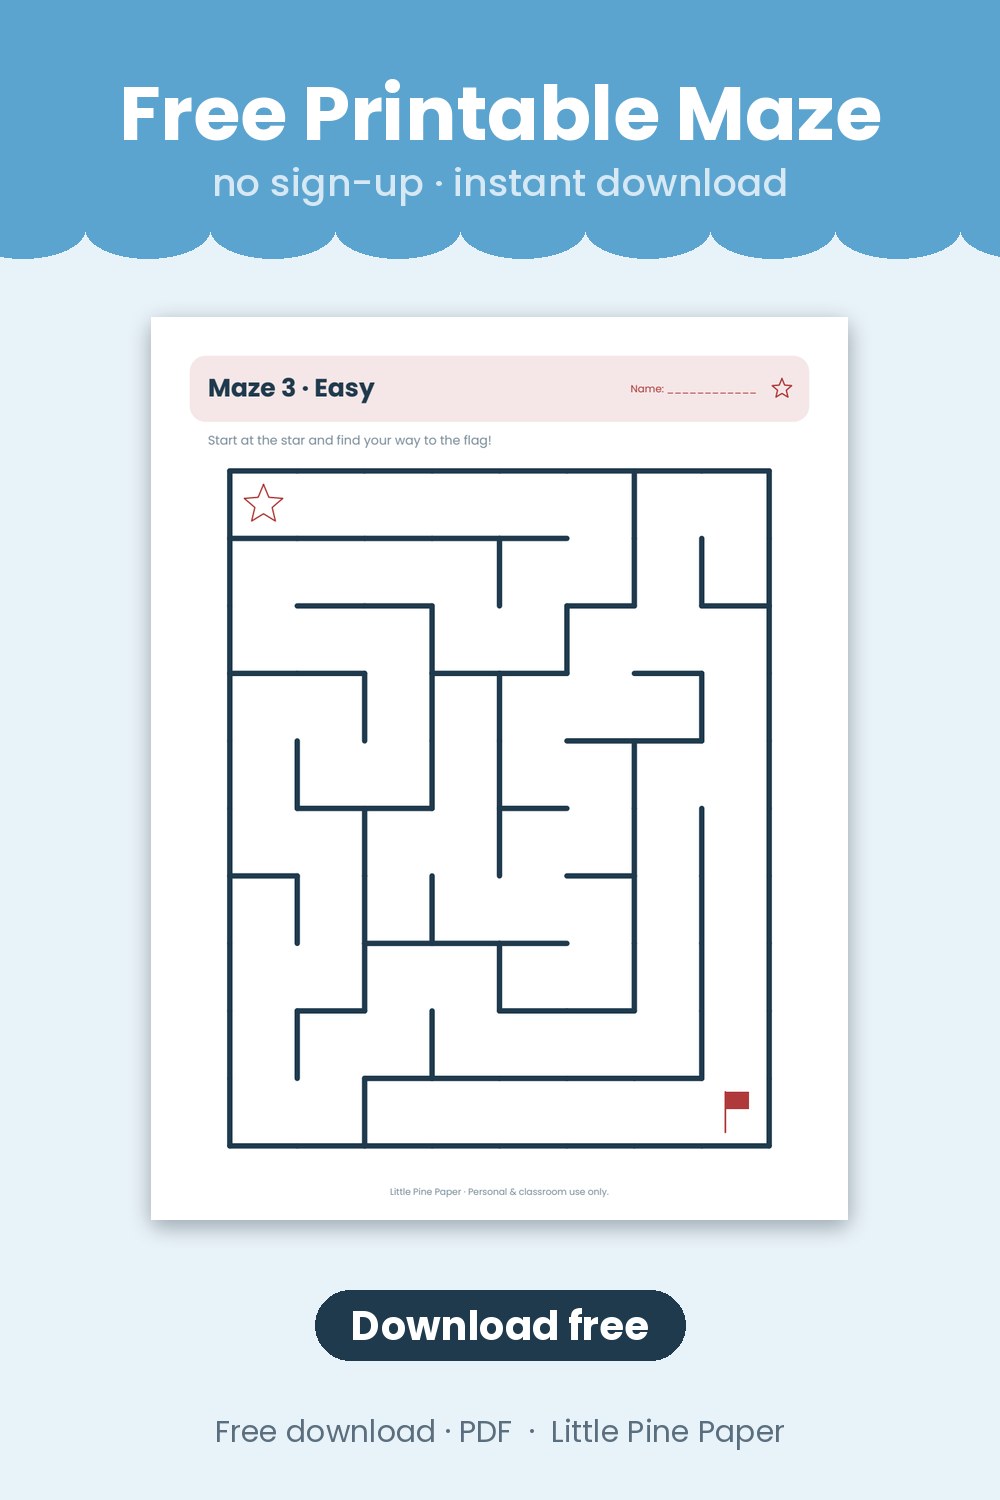 Free Printable Maze
no sign-up · instant download
Maze 3 · Easy
Name: ____________
Start at the star and find your way to the flag!
Little Pine Paper · Personal & classroom use only.
Download free
Free download · PDF · Little Pine Paper